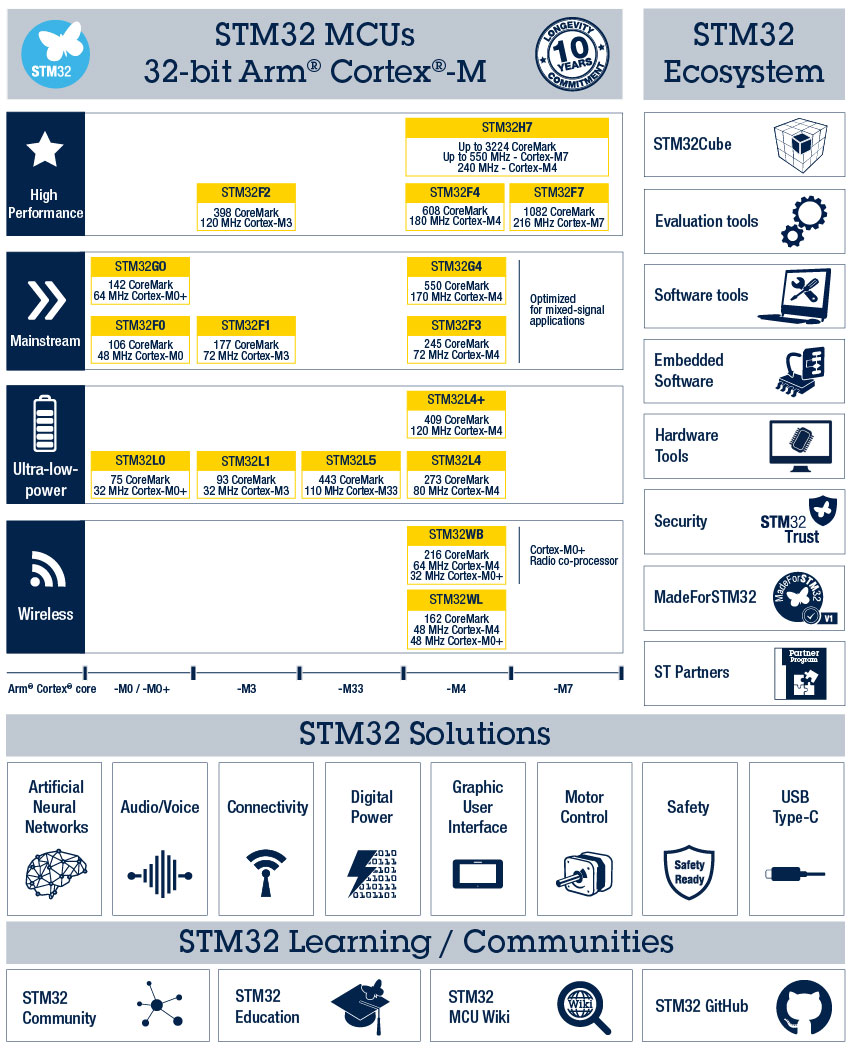 STM32
STM32 MCUs
32-bit Arm® Cortex®-M
LONGEVITY
10
YEARS
COMMITMENT
STM32
Ecosystem
High
Performance
STM32H7
Up to 3224 CoreMark
Up to 550 MHz - Cortex-M7
240 MHz - Cortex-M4
STM32F2
398 CoreMark
120 MHz Cortex-M3
STM32F4
608 CoreMark
180 MHz Cortex-M4
STM32F7
1082 CoreMark
216 MHz Cortex-M7
Mainstream
STM32G0
142 CoreMark
64 MHz Cortex-M0+
STM32G4
550 CoreMark
170 MHz Cortex-M4
Optimized
for mixed-signal
applications
STM32F0
106 CoreMark
48 MHz Cortex-M0
STM32F1
177 CoreMark
72 MHz Cortex-M3
STM32F3
245 CoreMark
72 MHz Cortex-M4
Ultra-low-
power
STM32L4+
409 CoreMark
120 MHz Cortex-M4
STM32L0
75 CoreMark
32 MHz Cortex-M0+
STM32L1
93 CoreMark
32 MHz Cortex-M3
STM32L5
443 CoreMark
110 MHz Cortex-M33
STM32L4
273 CoreMark
80 MHz Cortex-M4
Wireless
STM32WB
216 CoreMark
64 MHz Cortex-M4
32 MHz Cortex-M0+
Cortex-M0+
Radio co-processor
STM32WL
162 CoreMark
48 MHz Cortex-M4
48 MHz Cortex-M0+
Arm® Cortex® core
-M0 / -M0+
-M3
-M33
-M4
-M7
STM32Cube
Evaluation tools
Software tools
Embedded
Software
Hardware
Tools
Security
STM32
Trust
MadeForSTM32
MadeForSTM32
V1
ST Partners
Partner
Program
STM32 Solutions
Artificial
Neural
Networks
Audio/Voice
Connectivity
Digital
Power
0101
0111
01011
010111
010111
Graphic
User
Interface
Motor
Control
Safety
Safety
Ready
USB
Type-C
STM32 Learning / Communities
STM32
Community
STM32
Education
STM32
MCU Wiki
Wiki
STM32 GitHub